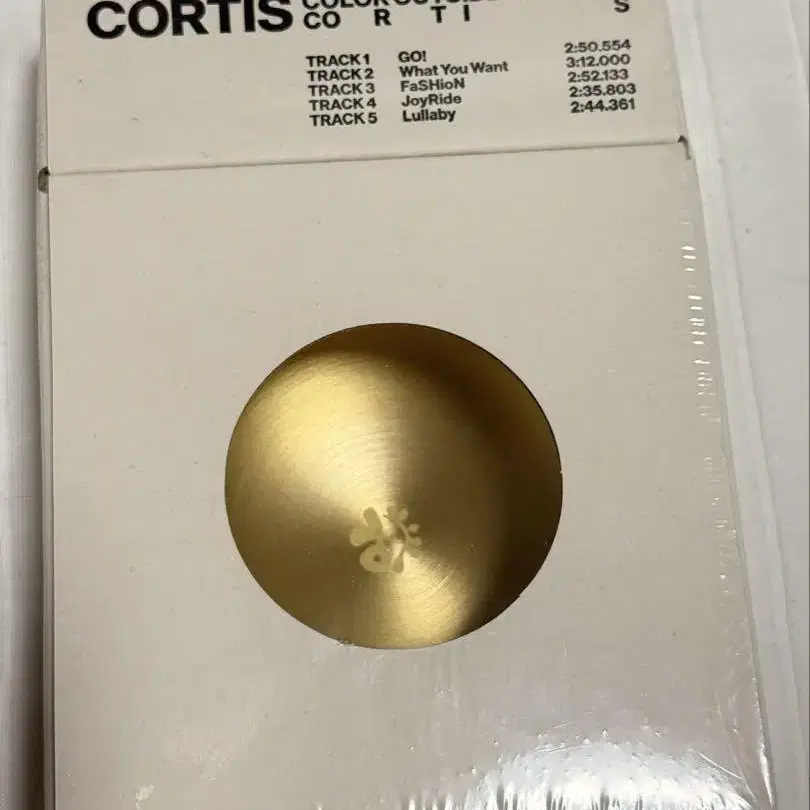 CORTIS COLOR
CO R T I S
TRACK 1 GO! 2:50.554
TRACK 2 What You Want 3:12.000
TRACK 3 FaSHioN 2:52.133
TRACK 4 JoyRide 2:35.803
TRACK 5 Lullaby 2:44.361